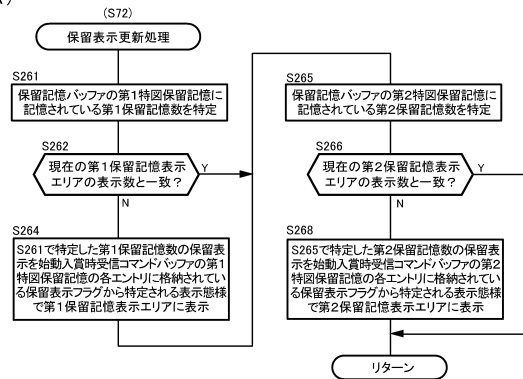 (S72)
保留表示更新処理
S261
保留記憶バッファの第1特図保留記憶に
記憶されている第1保留記憶数を特定
S262
現在の第1保留記憶表示
エリアの表示数と一致?
Y
N
S264
S261で特定した第1保留記憶数の保留表
示を始動入賞時受信コマンドバッファの第1
特図保留記憶の各エントリに格納されている
保留表示フラグから特定される表示態様
で第1保留記憶表示エリアに表示
S265
保留記憶バッファの第2特図保留記憶に
記憶されている第2保留記憶数を特定
S266
現在の第2保留記憶表示
エリアの表示数と一致?
Y
N
S268
S265で特定した第2保留記憶数の保留表
示を始動入賞時受信コマンドバッファの第2
特図保留記憶の各エントリに格納されている
保留表示フラグから特定される表示態様
で第2保留記憶表示エリアに表示
リターン